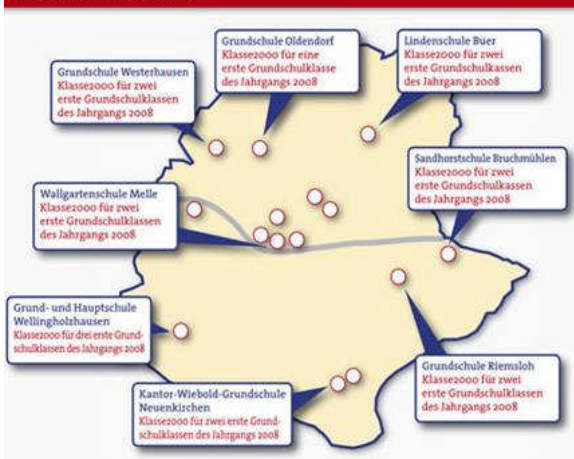 Grundschule Oldendorf
Klasse2000 für eine
erste Grundschulklasse
des Jahrgangs 2008
Lindenschule Buer
Klasse2000 für zwei
erste Grundschulkassen
des Jahrgangs 2008
Grundschule Westerhausen
Klasse2000 für zwei
erste Grundschulklassen
des Jahrgangs 2008
Sandhorstschule Bruchmühlen
Klasse2000 für zwei
erste Grundschulkassen
des Jahrgangs 2008
Wallgartenschule Melle
Klasse2000 für zwei
erste Grundschulklassen
des Jahrgangs 2008
Grund- und Hauptschule
Wellingholzhausen
Klasse2000 für drei erste Grund-
schulklassen des Jahrgangs 2008
Grundschule Riemsloh
Klasse2000 für zwei
erste Grundschulklassen
des Jahrgangs 2008
Kantor-Wiebold-Grundschule
Neuenkirchen
Klasse2000 für zwei erste Grund-
schulklassen des Jahrgangs 2008